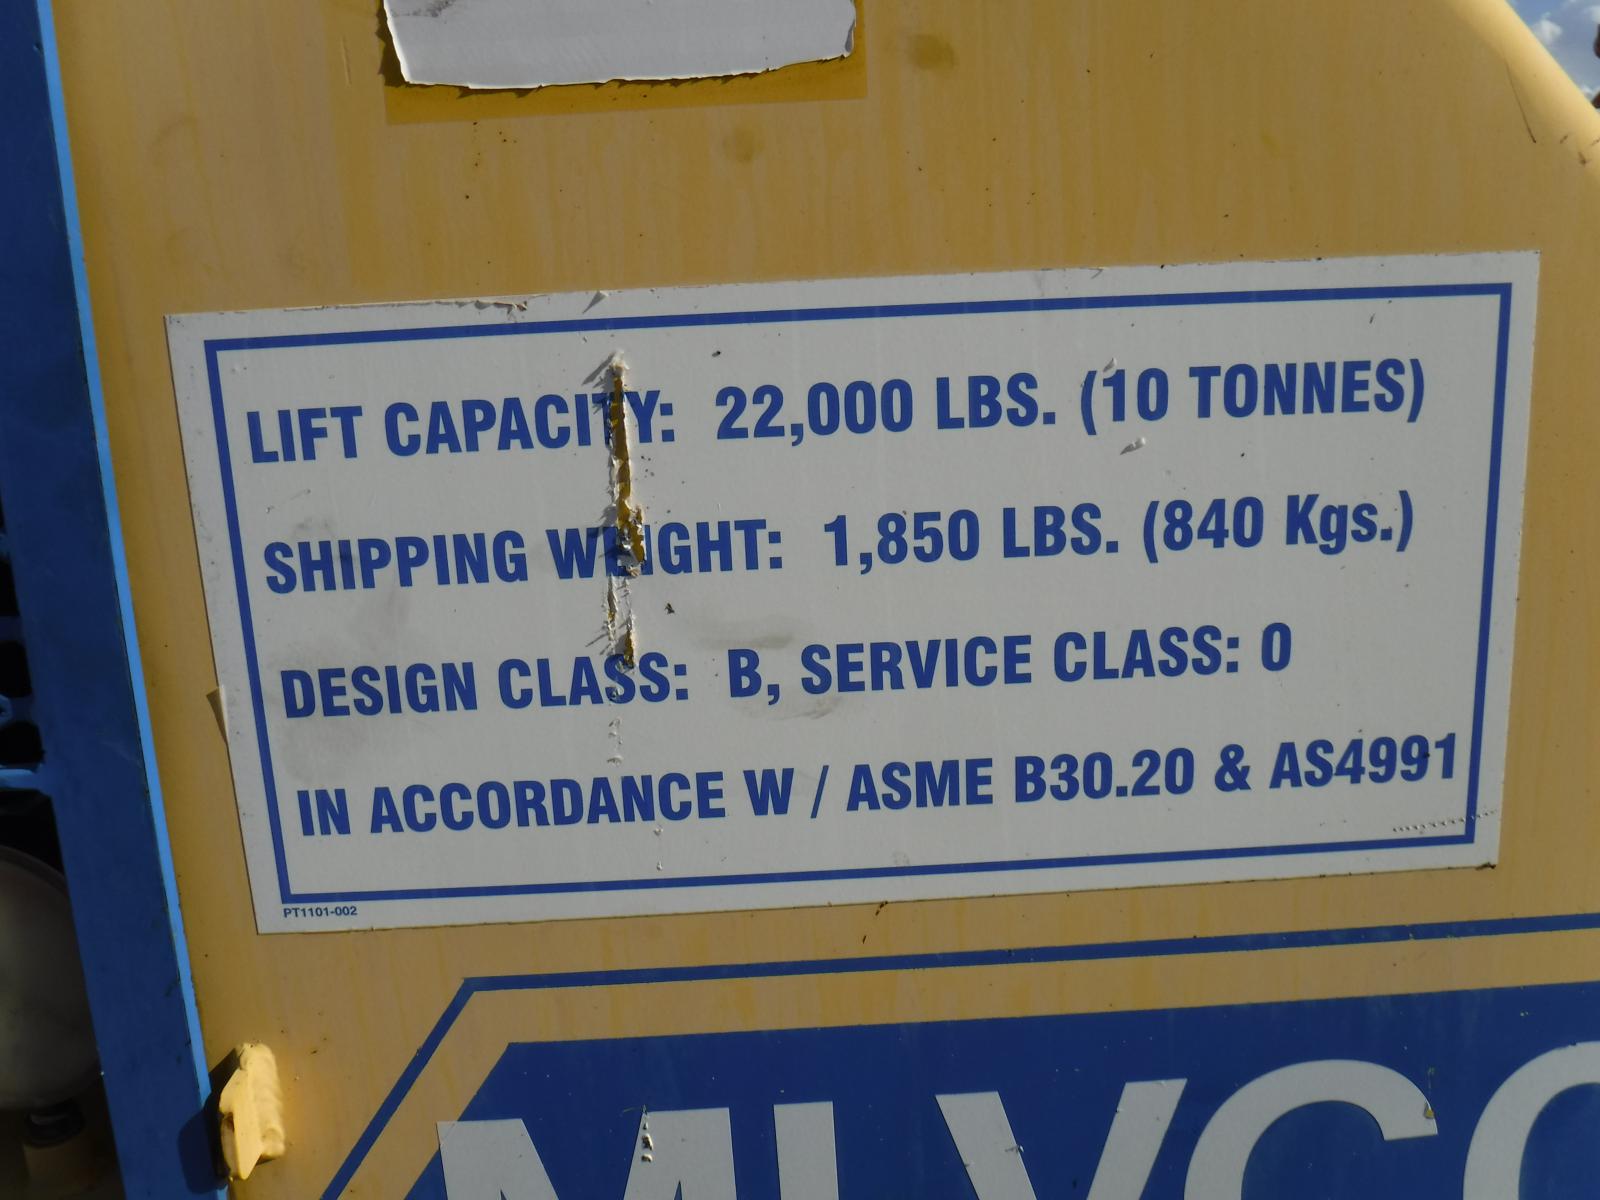 LIFT CAPACITY: 22,000 LBS. (10 TONNES)
SHIPPING WEIGHT: 1,850 LBS. (840 Kgs.)
DESIGN CLASS: B, SERVICE CLASS: 0
IN ACCORDANCE W / ASME B30.20 & AS4991
PT1101-002